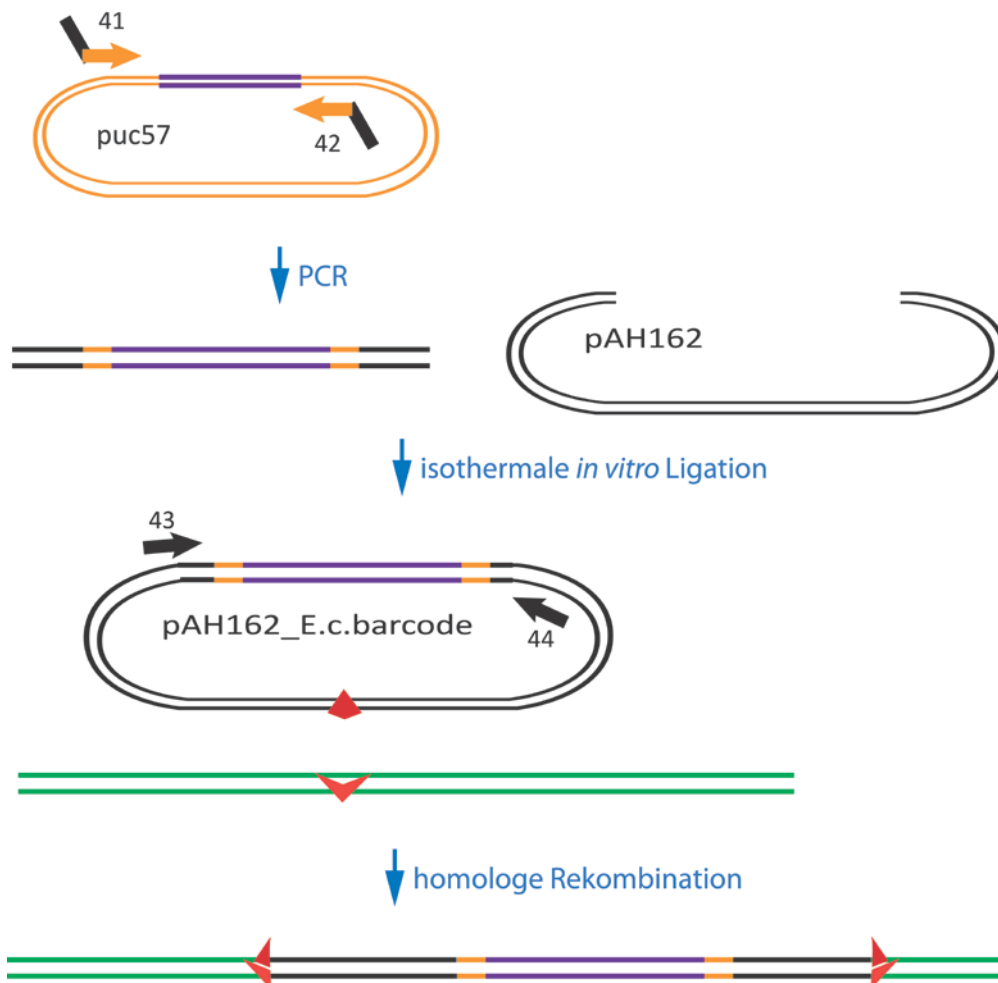 41
puc57
42
PCR
pAH162
isothermale in vitro Ligation
43
pAH162_E.c.barcode
44
homologe Rekombination